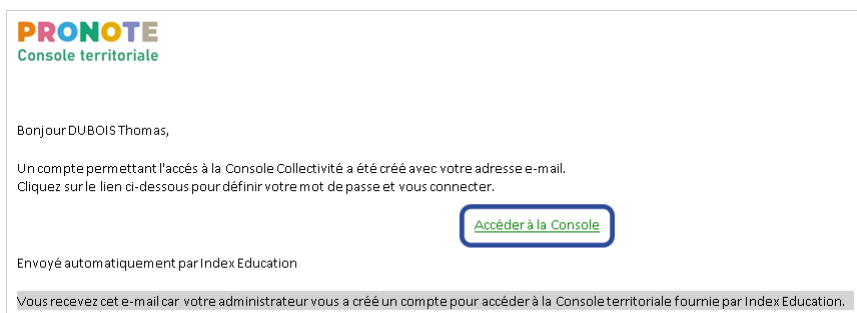 PRONOTE
Console territoriale
Bonjour DUBOIS Thomas,
Un compte permettant l'accés à la Console Collectivité a été créé avec votre adresse e-mail.
Cliquez sur le lien ci-dessous pour définir votre mot de passe et vous connecter.
Accéder à la Console
Envoyé automatiquement par Index Education
Vous recevez cet e-mail car votre administrateur vous a créé un compte pour accéder à la Console territoriale fournie par Index Education.